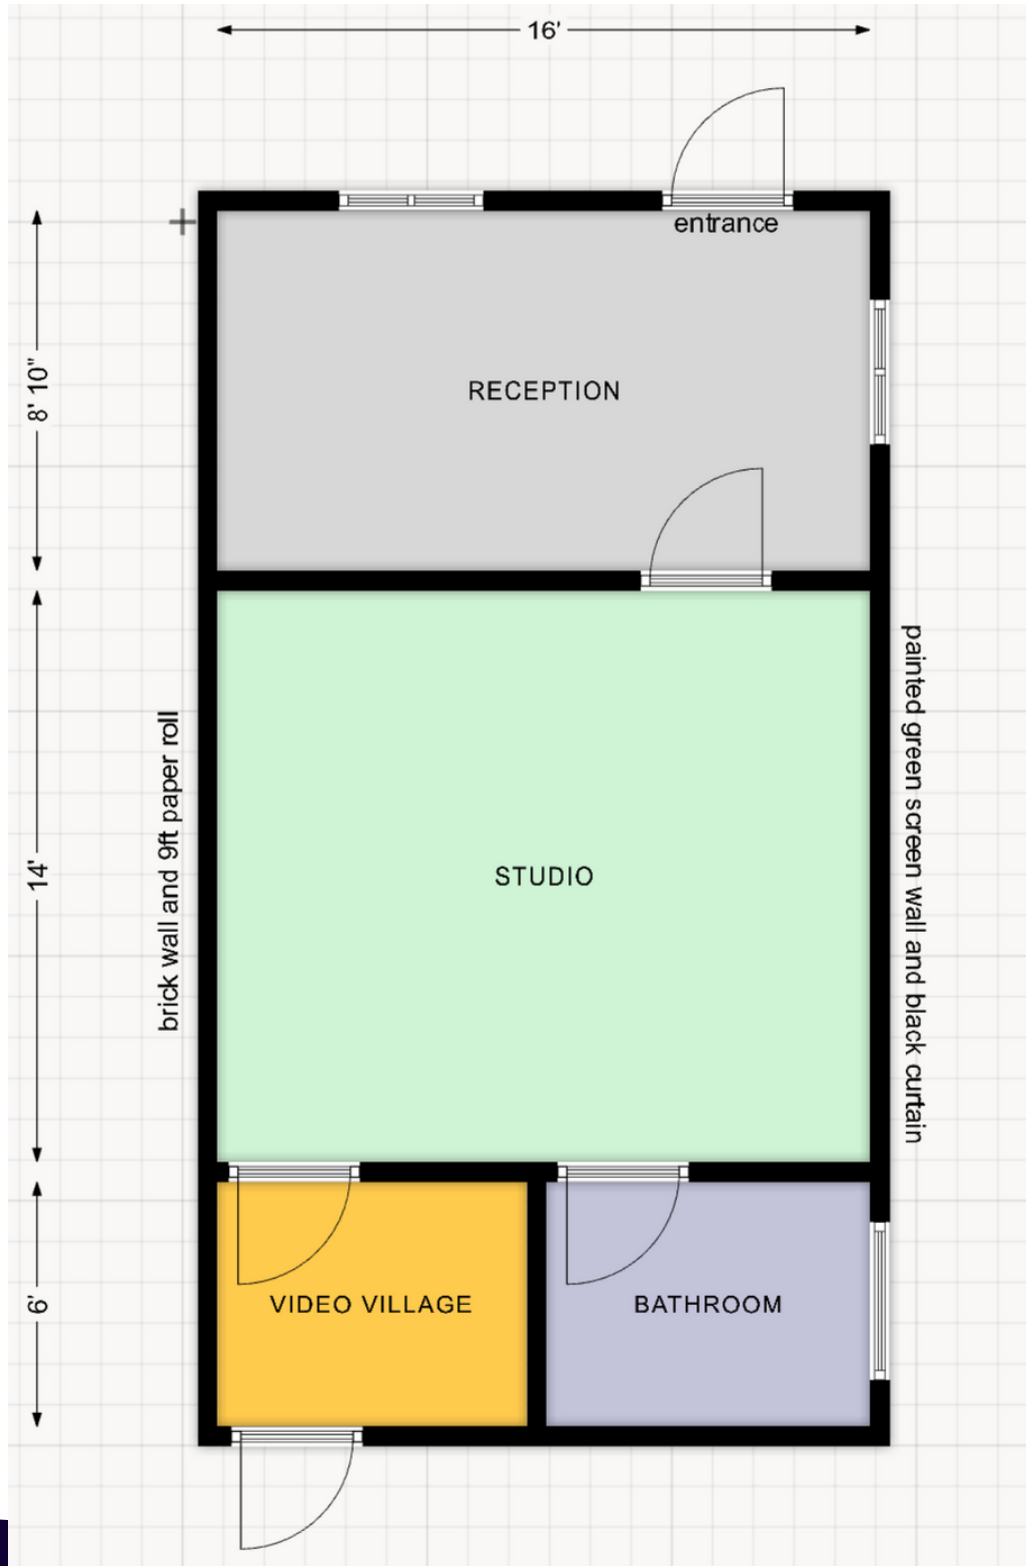 16'
entrance
8' 10"
RECEPTION
painted green screen wall and black curtain
brick wall and 9ft paper roll
14'
STUDIO
6'
VIDEO VILLAGE
BATHROOM